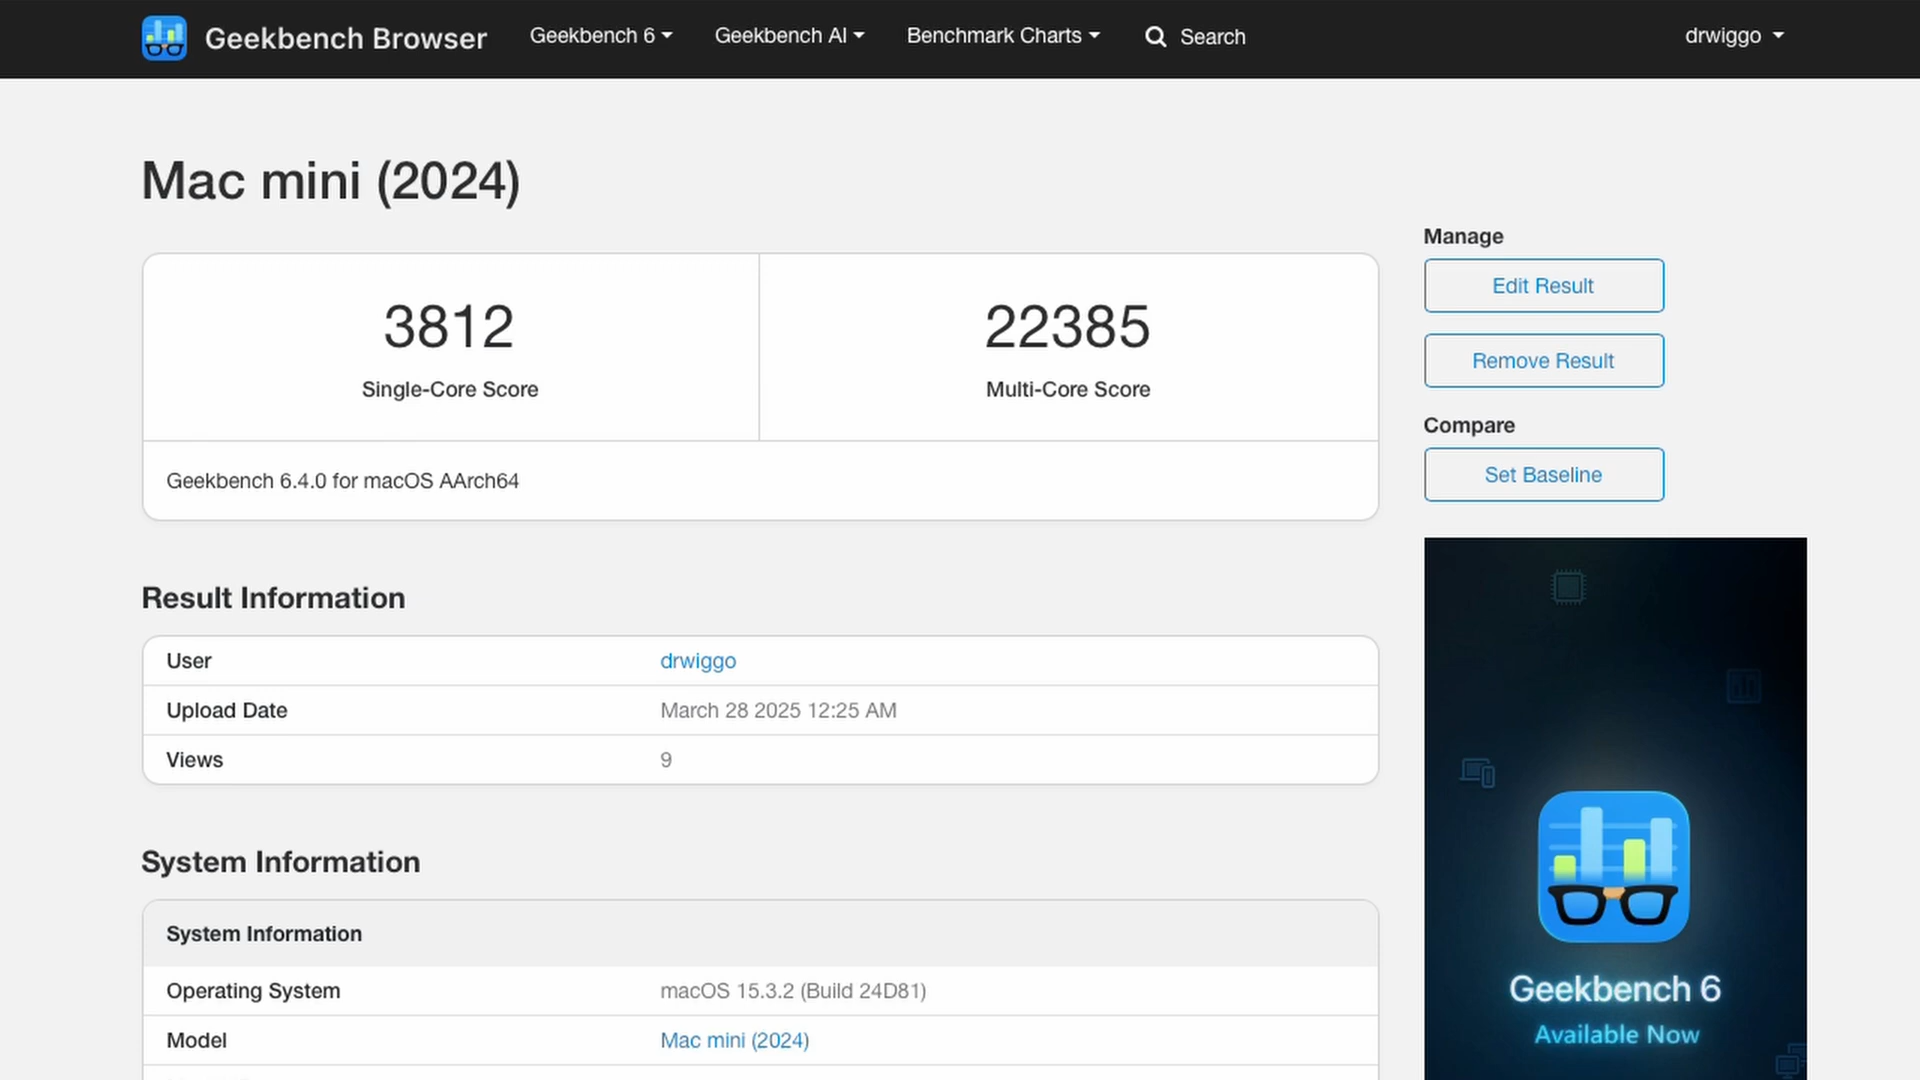 Geekbench Browser
Geekbench 6
Geekbench AI
Benchmark Charts
Search
drwiggo
Mac mini (2024)
3812
Single-Core Score
22385
Multi-Core Score
Geekbench 6.4.0 for macOS AArch64
Manage
Edit Result
Remove Result
Compare
Set Baseline
Result Information
User drwiggo
Upload Date March 28 2025 12:25 AM
Views 9
System Information
System Information
Operating System macOS 15.3.2 (Build 24D81)
Model Mac mini (2024)
Geekbench 6
Available Now